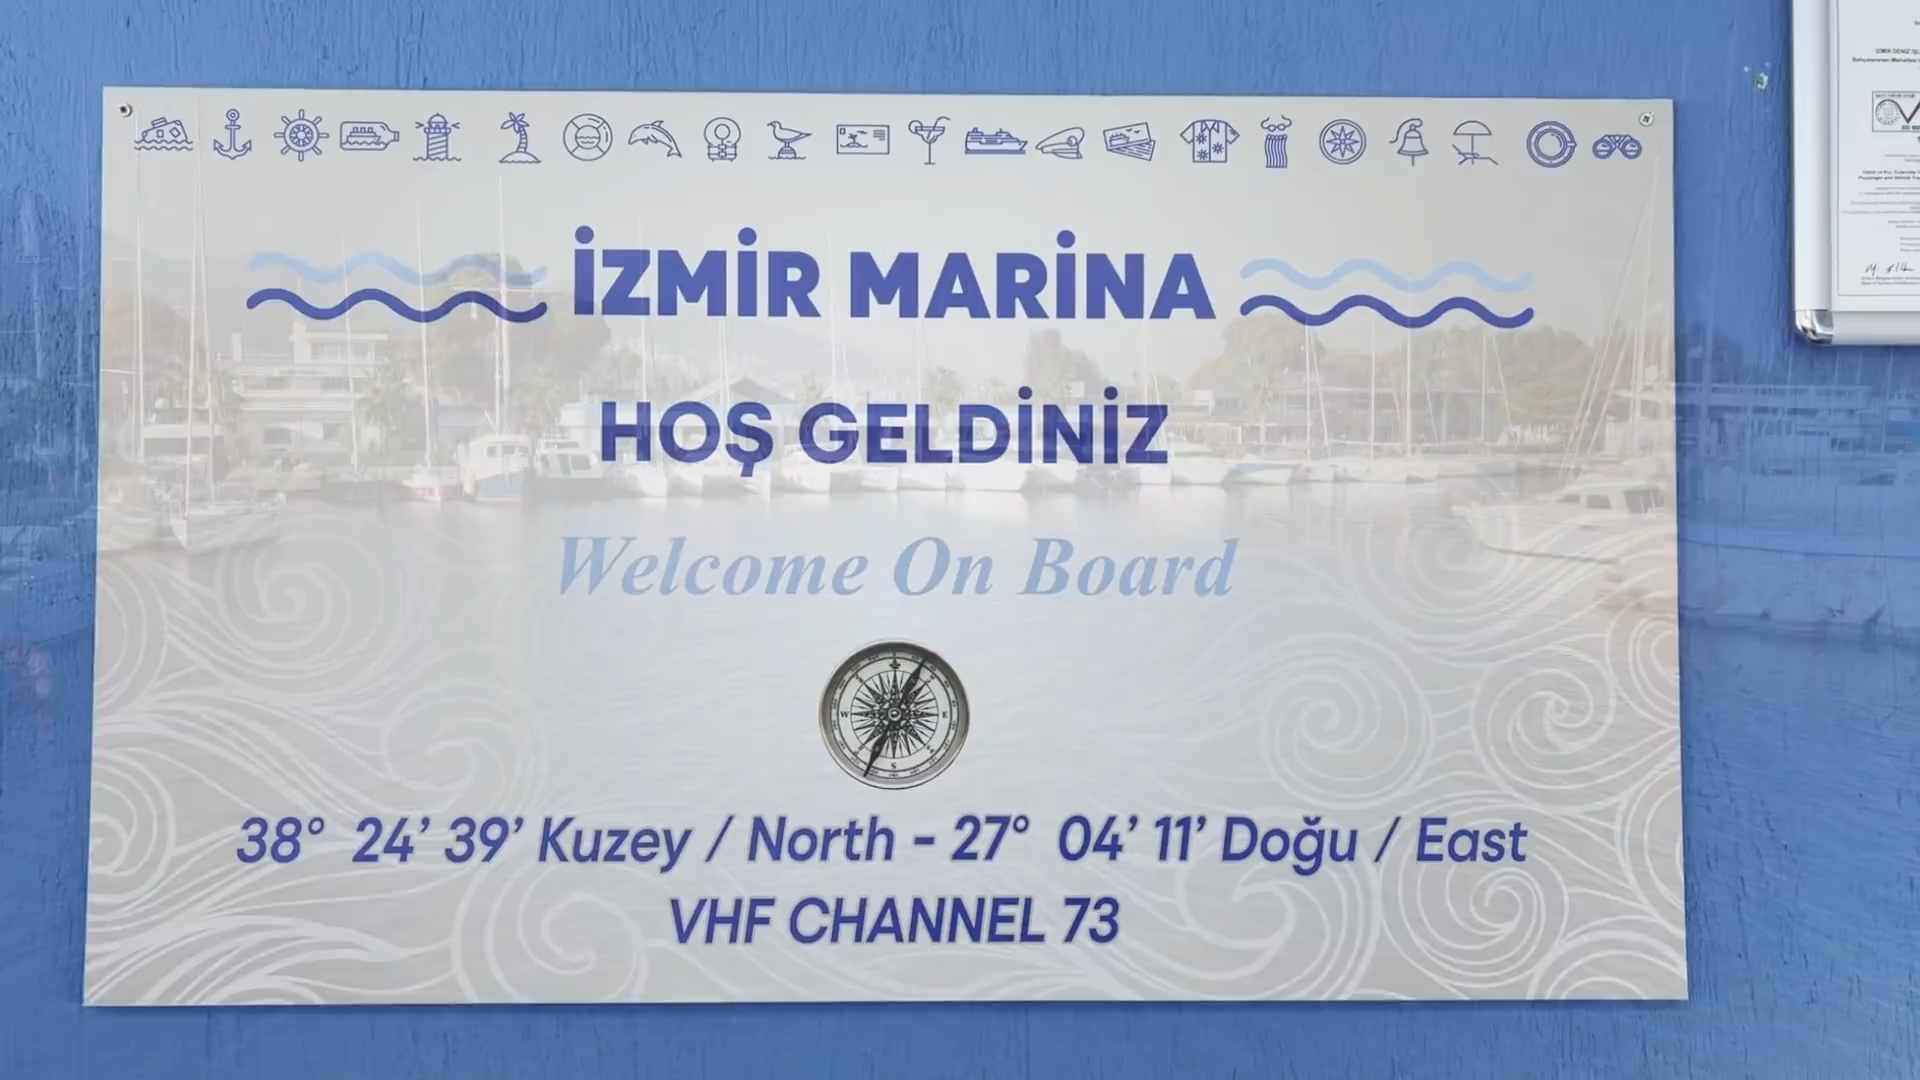 İZMİR MARİNA
HOŞ GELDİNİZ
Welcome On Board
W E
S
38° 24’ 39’ Kuzey / North - 27° 04’ 11’ Doğu / East
VHF CHANNEL 73